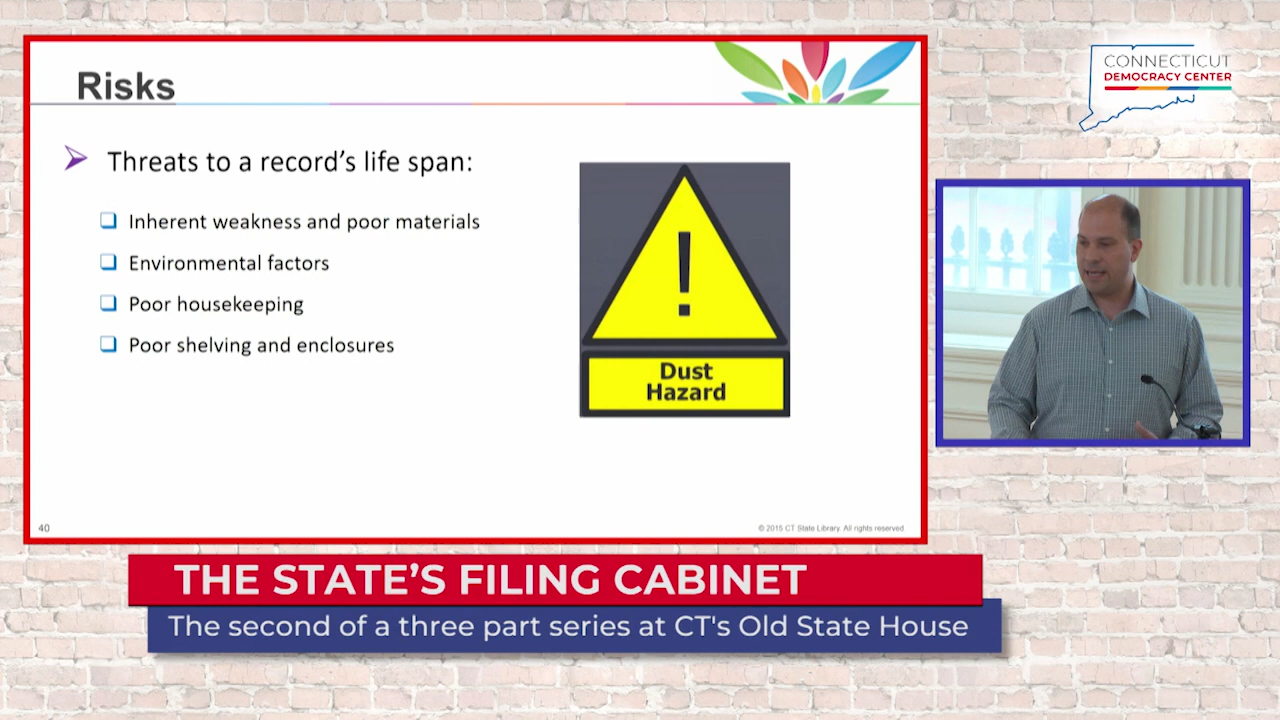 Risks
Threats to a record's life span:
Inherent weakness and poor materials
Environmental factors
Poor housekeeping
Poor shelving and enclosures
Dust
Hazard
40
© 2015 CT State Library. All rights reserved
CONNECTICUT
DEMOCRACY CENTER
THE STATE'S FILING CABINET
The second of a three part series at CT's Old State House